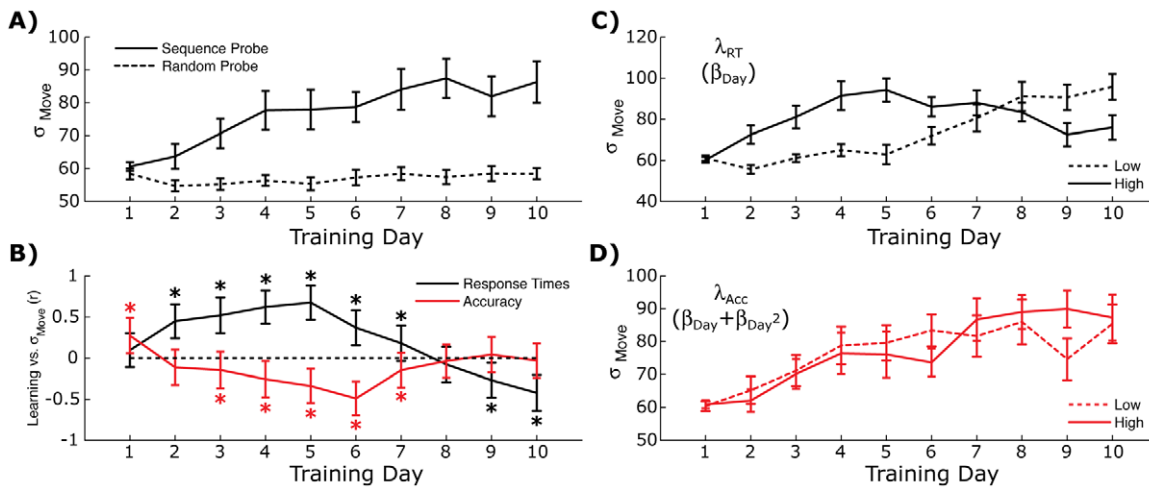 A)
100
90
80
70
60
50
σ Move
Sequence Probe
Random Probe
1 2 3 4 5 6 7 8 9 10
Training Day
B)
1
0.5
0
-0.5
-1
Learning vs. σMove (r)
Response Times
Accuracy
* * * * * * *
* * * * * * *
1 2 3 4 5 6 7 8 9 10
Training Day
C)
120
100
80
60
40
σ Move
λRT
(βDay)
Low
High
1 2 3 4 5 6 7 8 9 10
Training Day
D)
100
90
80
70
60
50
σ Move
λAcc
(βDay+βDay²)
Low
High
1 2 3 4 5 6 7 8 9 10
Training Day